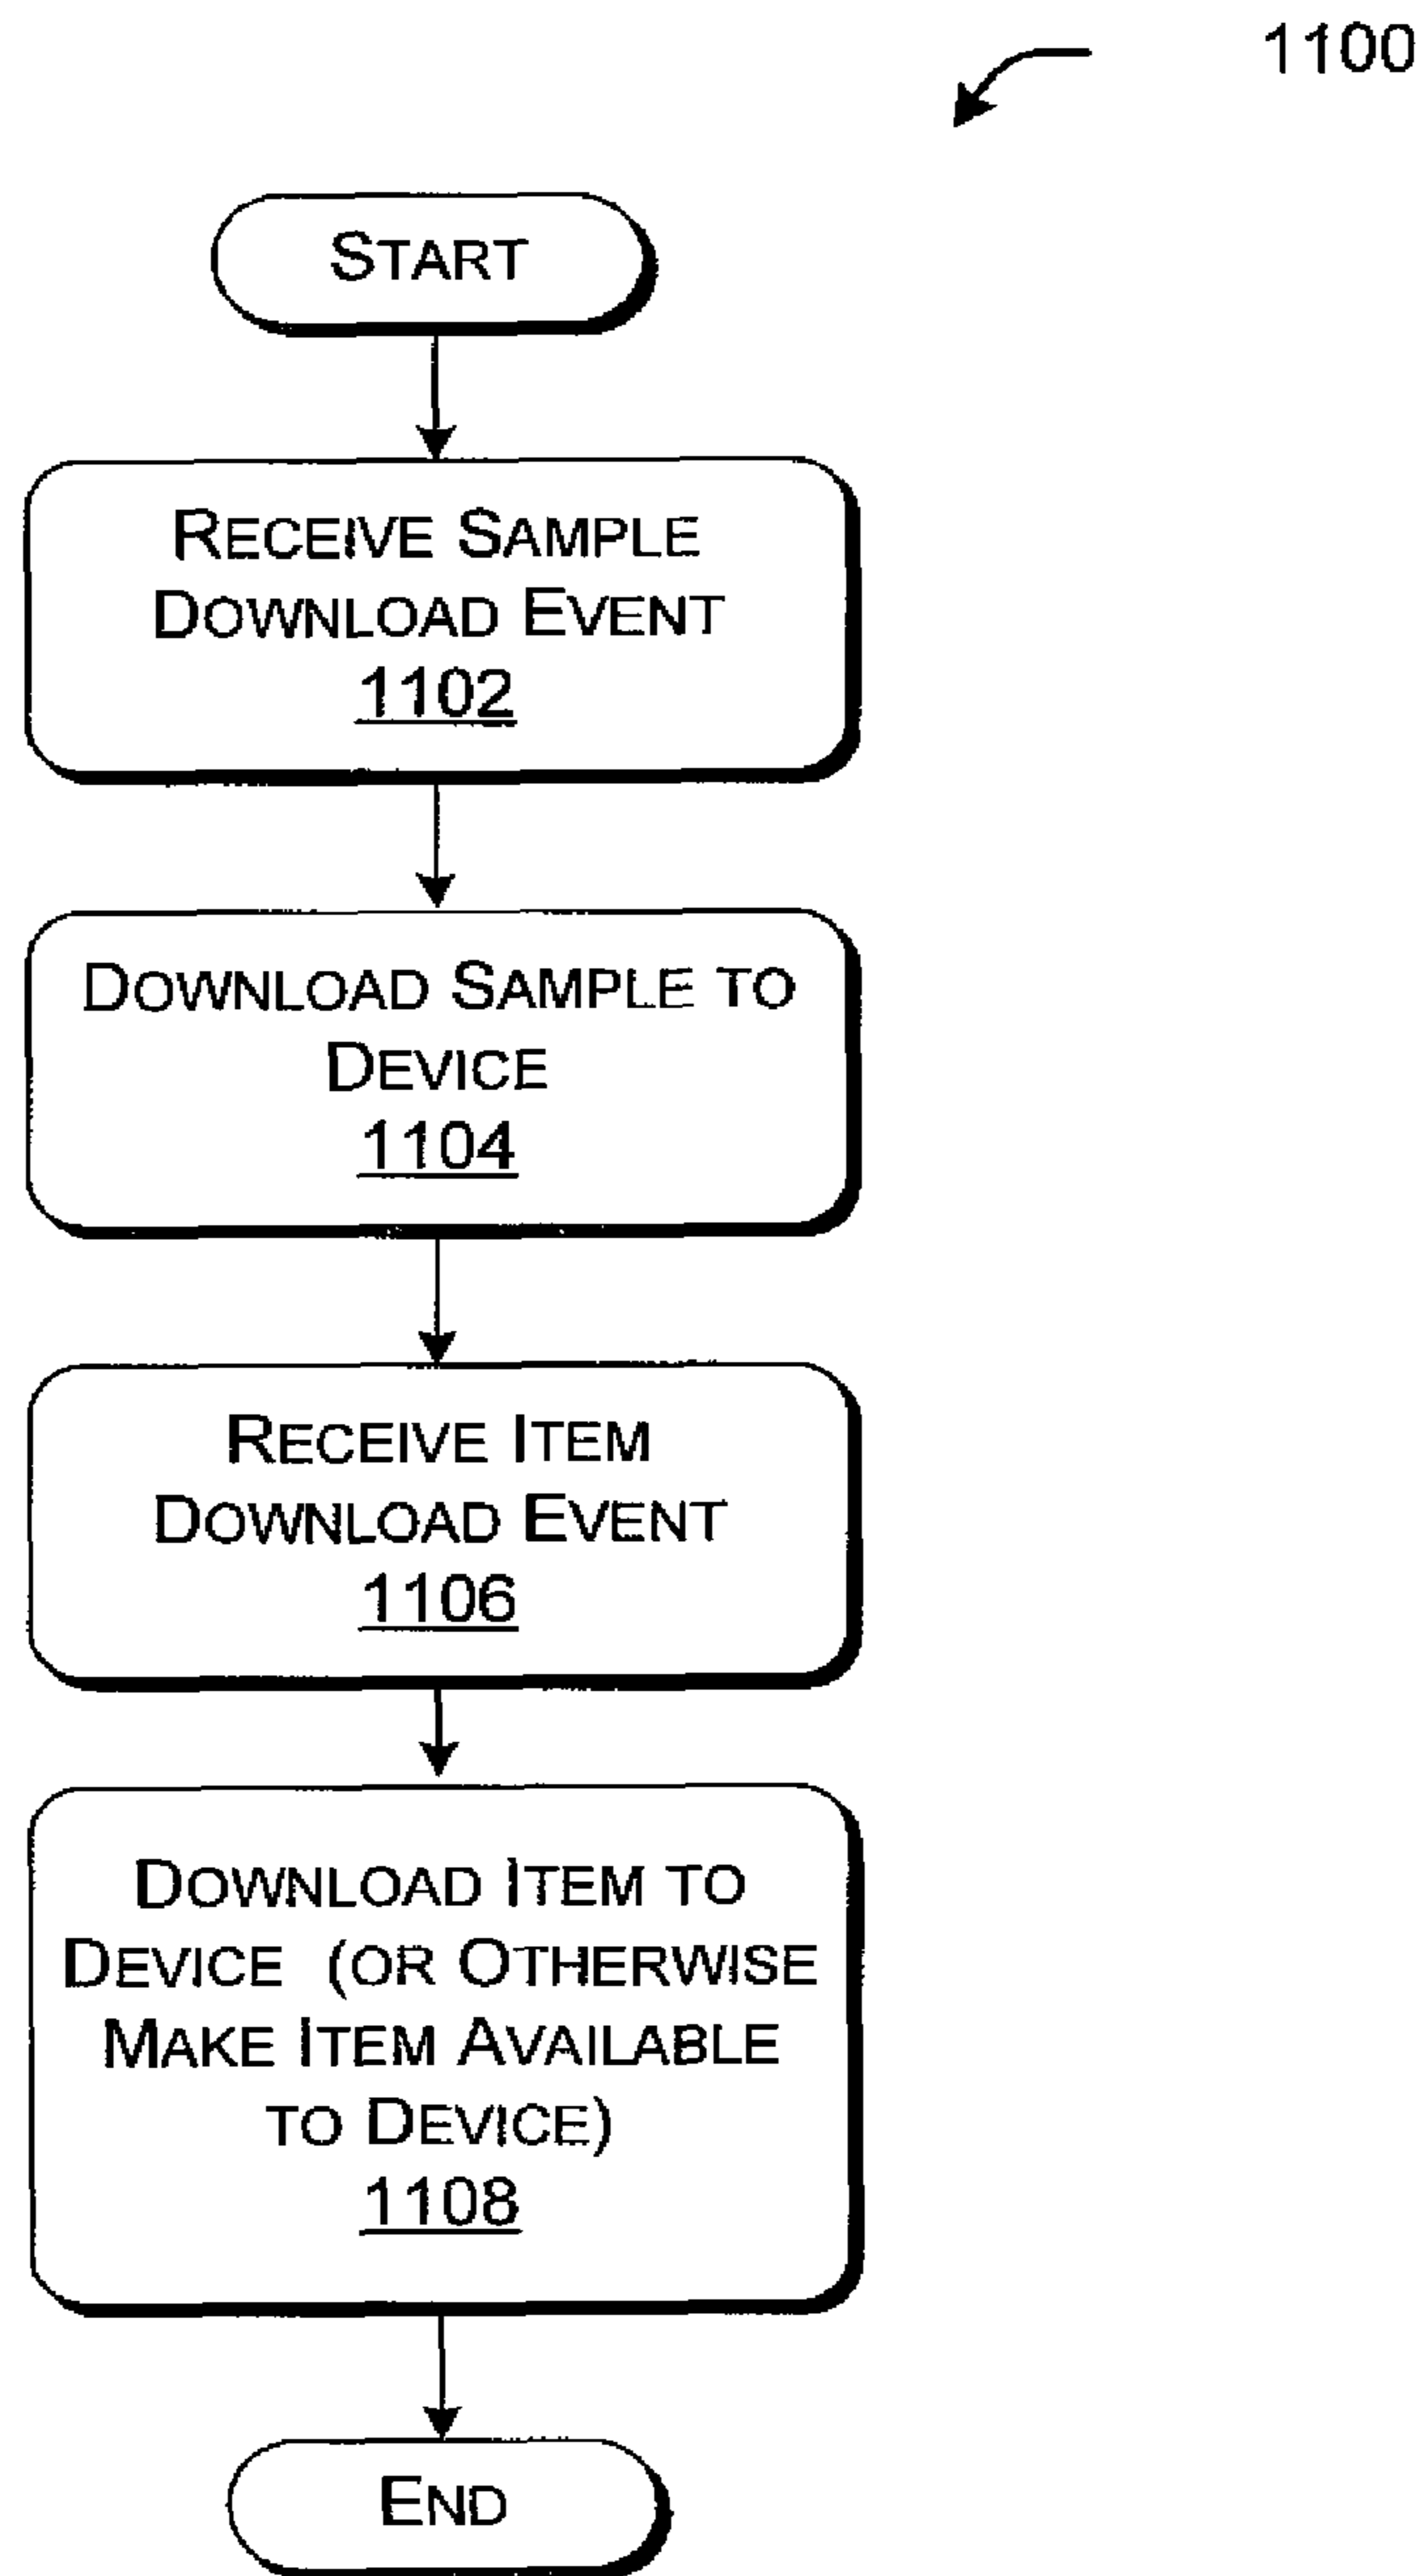 1100
START
RECEIVE SAMPLE
DOWNLOAD EVENT
1102
DOWNLOAD SAMPLE TO
DEVICE
1104
RECEIVE ITEM
DOWNLOAD EVENT
1106
DOWNLOAD ITEM TO
DEVICE (OR OTHERWISE
MAKE ITEM AVAILABLE
TO DEVICE)
1108
END